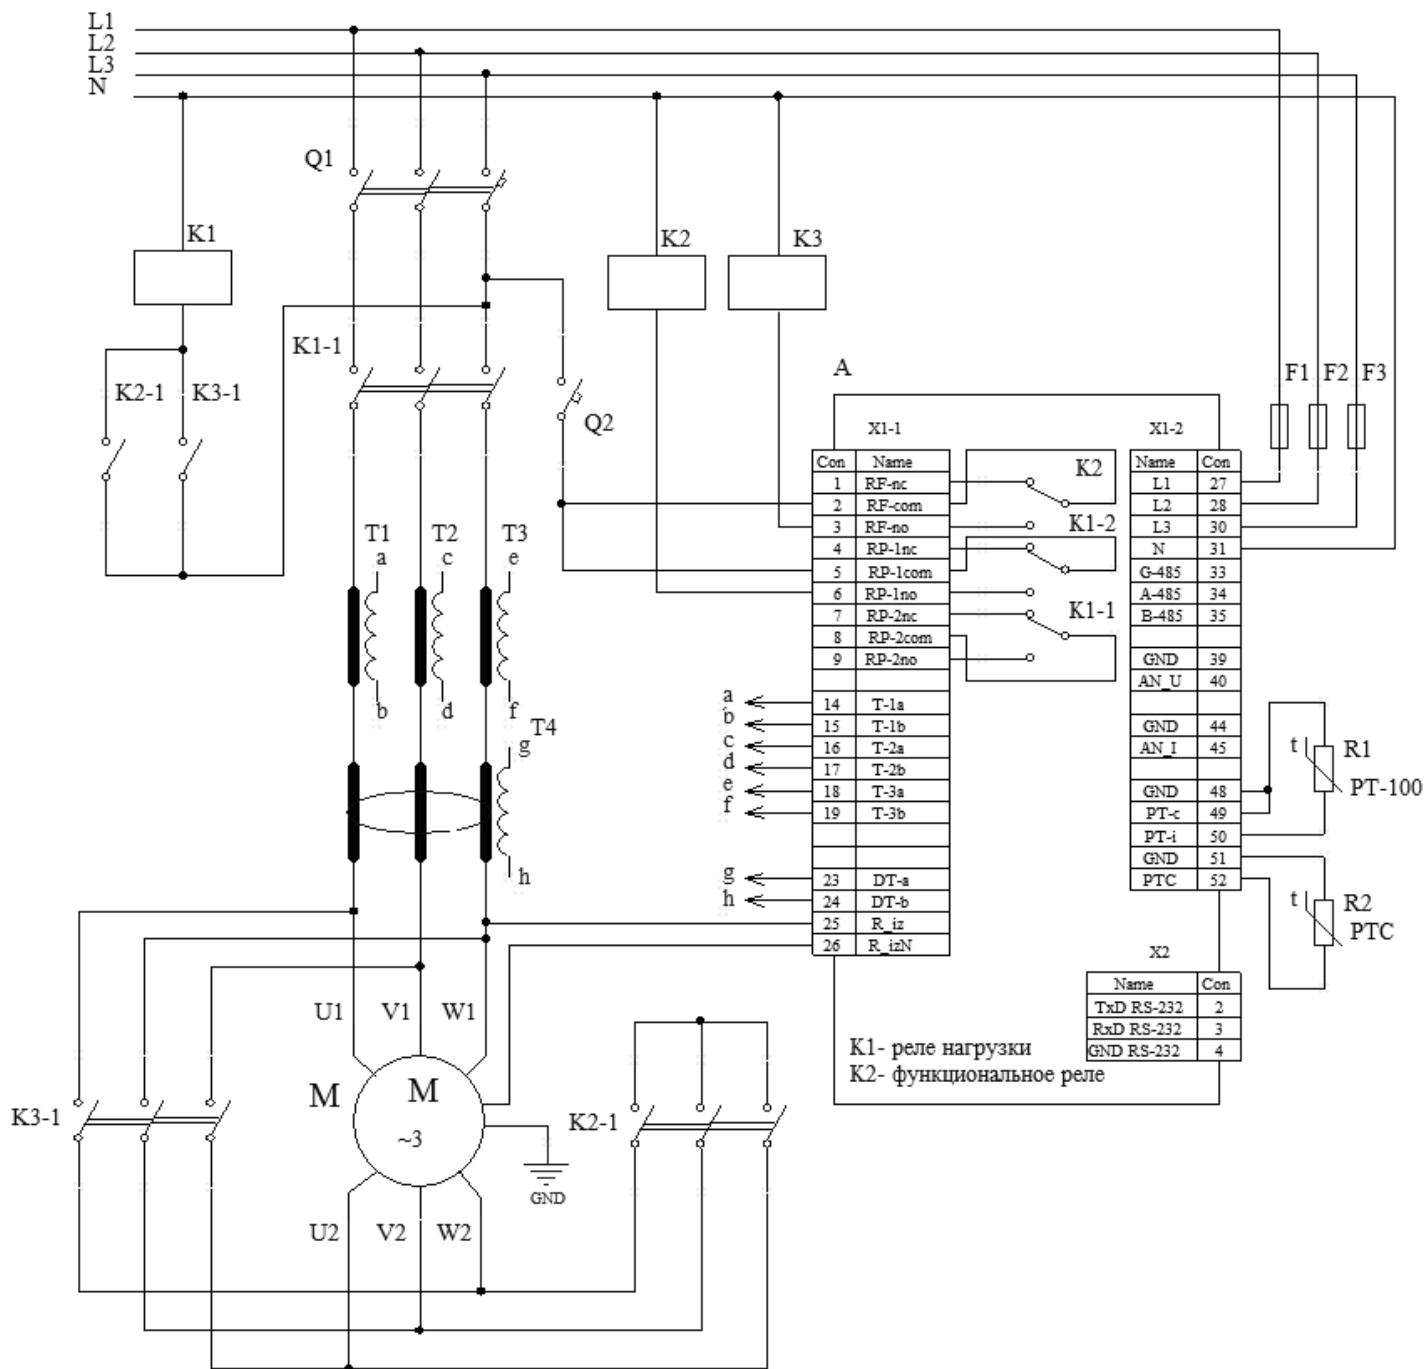 L1
L2
L3
N
Q1
K1
K2
K3
K1-1
K2-1
K3-1
Q2
A
F1
F2
F3
X1-1
X1-2
Con Name
1 RF-nc
2 RF-com
3 RF-no
4 RP-1nc
5 RP-1com
6 RP-1no
7 RP-2nc
8 RP-2com
9 RP-2no
14 T-1a
15 T-1b
16 T-2a
17 T-2b
18 T-3a
19 T-3b
23 DT-a
24 DT-b
25 R_iz
26 R_izN
K2
K1-2
K1-1
Name Con
L1 27
L2 28
L3 30
N 31
G-485 33
A-485 34
B-485 35
GND 39
AN_U 40
GND 44
AN_I 45
GND 48
PT-c 49
PT-i 50
GND 51
PTC 52
T1
a
b
T2
c
d
T3
e
f
T4
g
h
a
b
c
d
e
f
g
h
t
R1
PT-100
t
R2
PTC
X2
Name Con
TxD RS-232 2
RxD RS-232 3
GND RS-232 4
K1- реле нагрузки
K2- функциональное реле
U1
V1
W1
M
M
~3
K3-1
K2-1
GND
U2
V2
W2